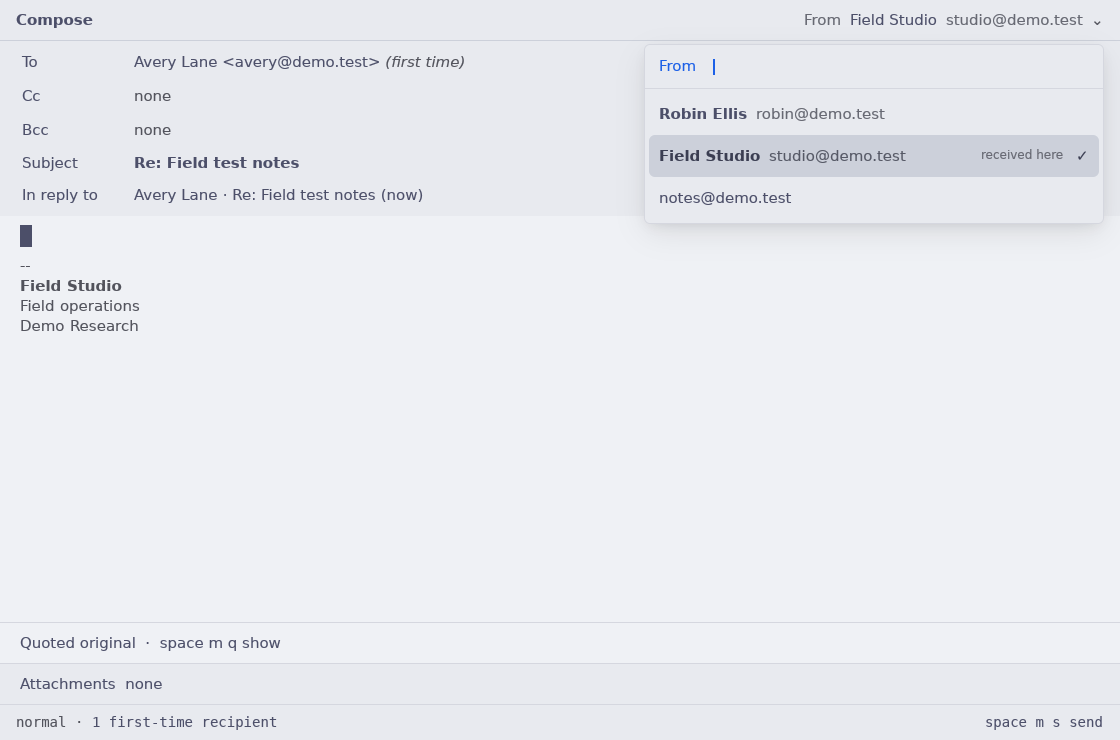 Compose
From Field Studio studio@demo.test
To Avery Lane <avery@demo.test> (first time)
Cc none
Bcc none
Subject Re: Field test notes
In reply to Avery Lane · Re: Field test notes (now)
From
Robin Ellis robin@demo.test
Field Studio studio@demo.test received here ✓
notes@demo.test
--
Field Studio
Field operations
Demo Research
Quoted original · space m q show
Attachments none
normal · 1 first-time recipient
space m s send